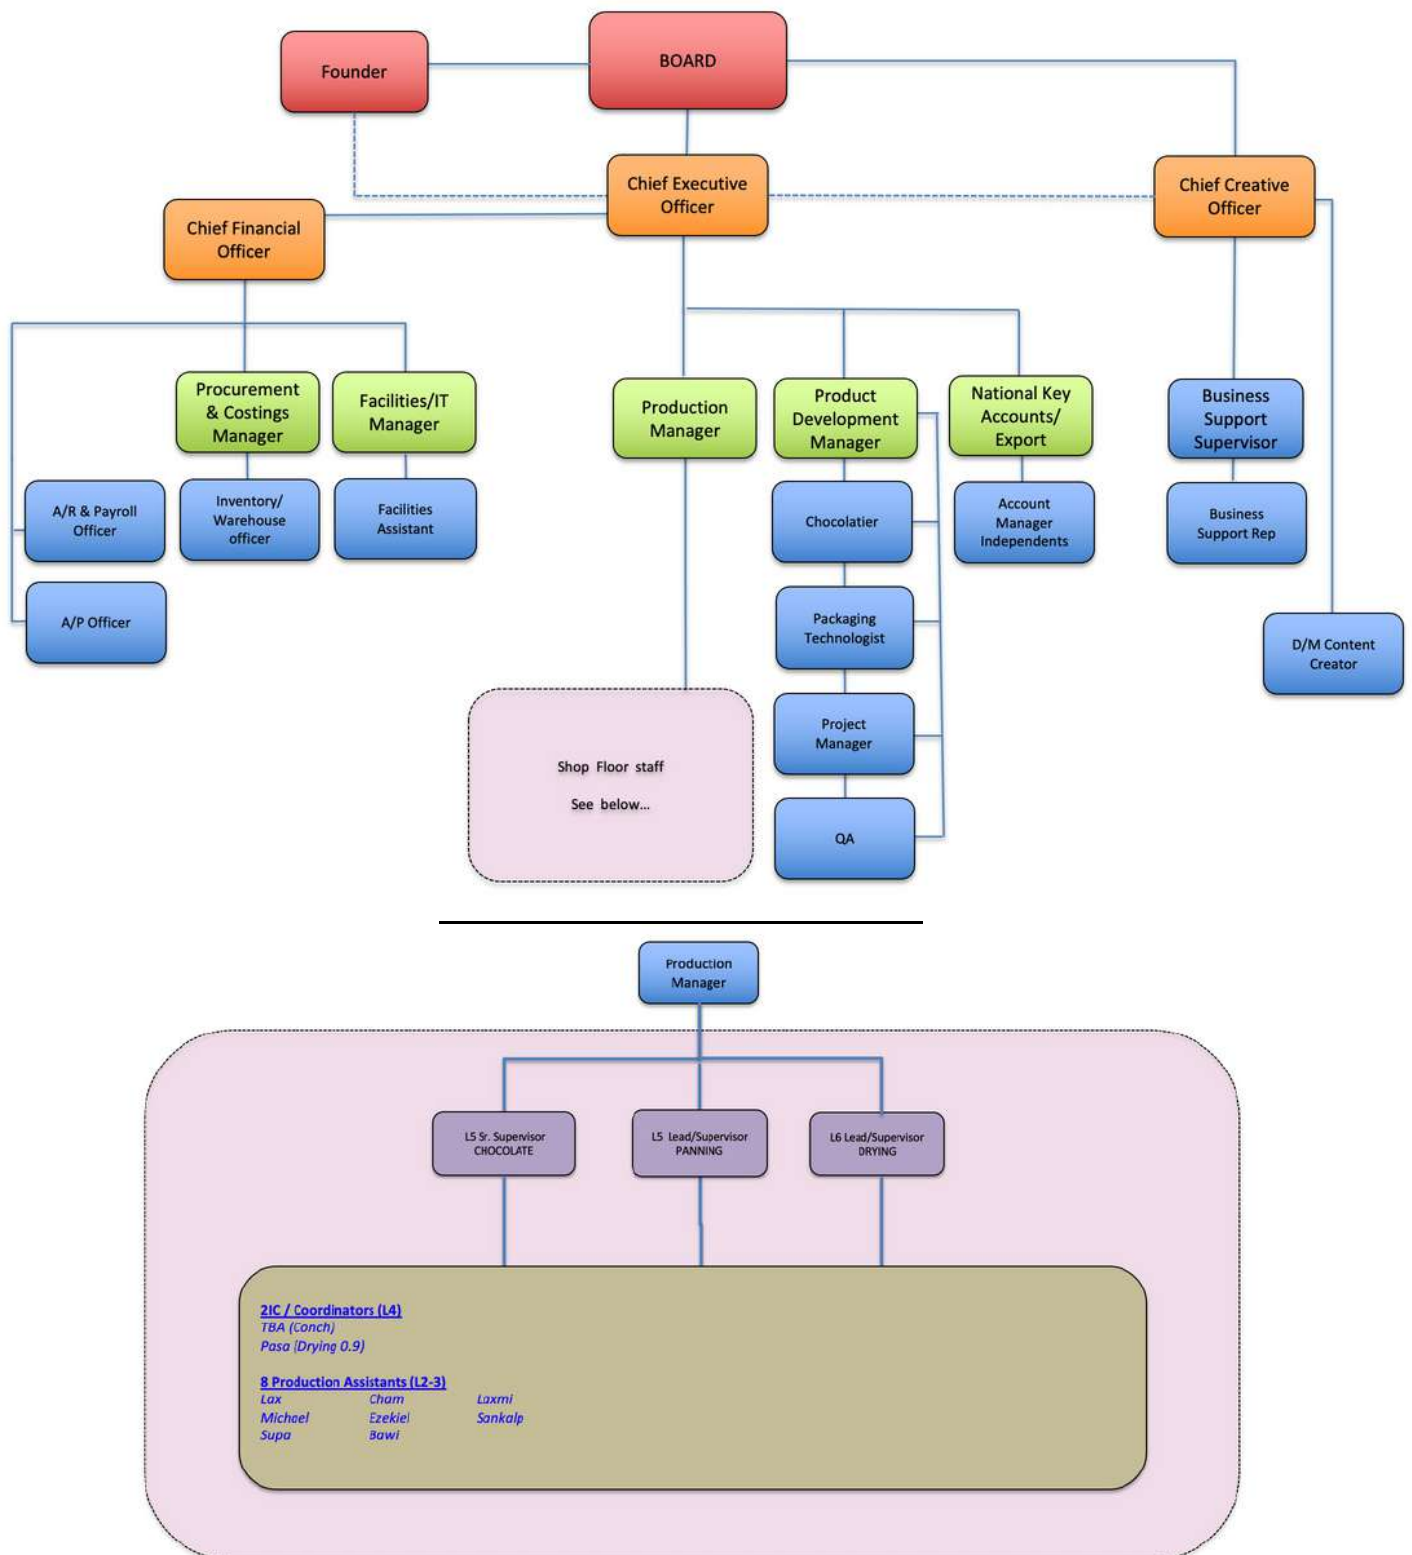 Founder
BOARD
Chief Executive
Officer
Chief Creative
Officer
Chief Financial
Officer
Procurement
& Costings
Manager
Facilities/IT
Manager
Production
Manager
Product
Development
Manager
National Key
Accounts/
Export
Business
Support
Supervisor
A/R & Payroll
Officer
Inventory/
Warehouse
officer
Facilities
Assistant
Chocolatier
Account
Manager
Independents
Business
Support Rep
A/P Officer
Packaging
Technologist
D/M Content
Creator
Project
Manager
Shop Floor staff
See below...
QA
Production
Manager
L5 Sr. Supervisor
CHOCOLATE
L5 Lead/Supervisor
PANNING
L6 Lead/Supervisor
DRYING
2IC / Coordinators (L4)
TBA (Conch)
Pasa (Drying 0.9)
8 Production Assistants (L2-3)
Lax Cham Laxmi
Michael Ezekiel Sankalp
Supa Bawi